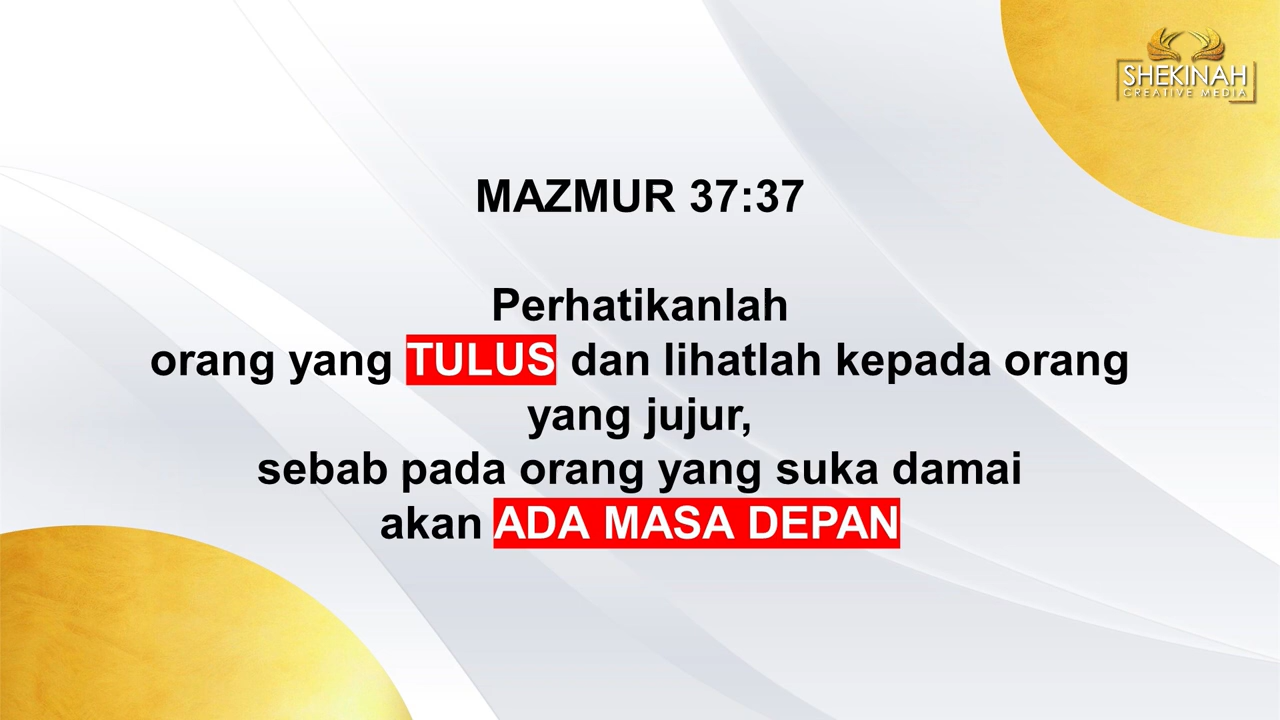 SHEKINAH
CREATIVE MEDIA
MAZMUR 37:37
Perhatikanlah
orang yang TULUS dan lihatlah kepada orang
yang jujur,
sebab pada orang yang suka damai
akan ADA MASA DEPAN